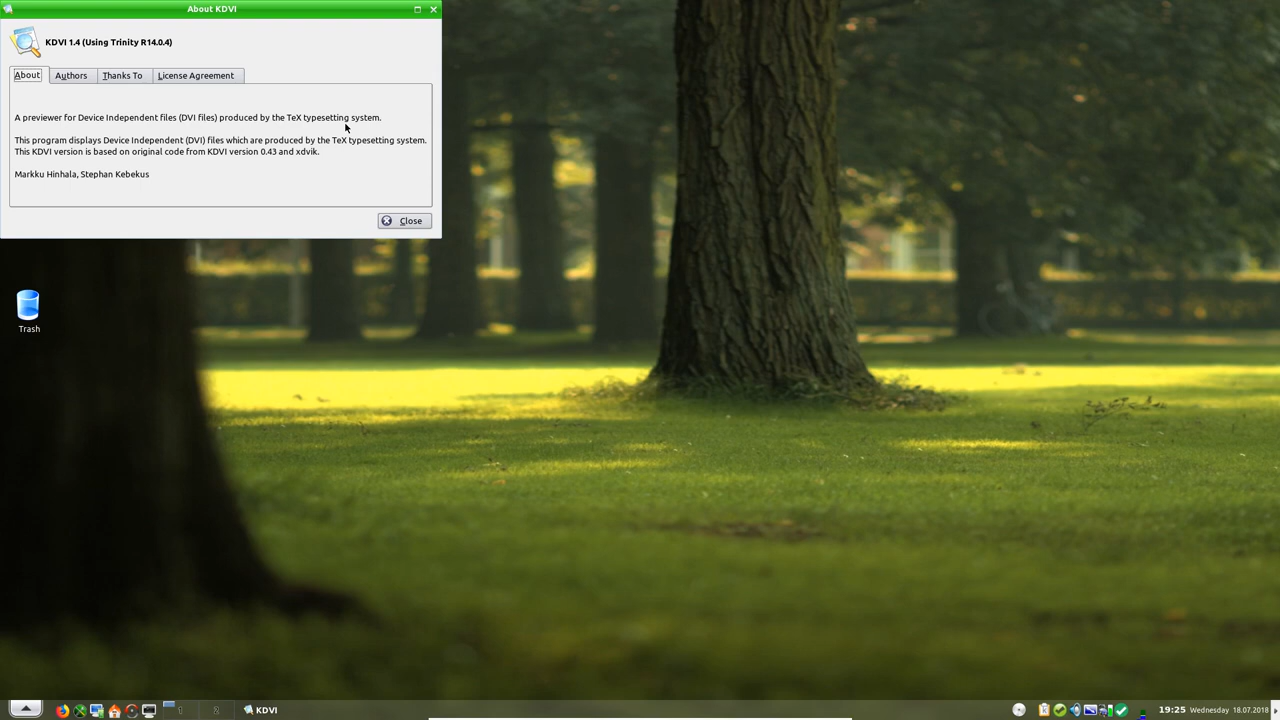 About KDVI
KDVI 1.4 (Using Trinity R14.0.4)
About Authors Thanks To License Agreement
A previewer for Device Independent files (DVI files) produced by the TeX typesetting system.
This program displays Device Independent (DVI) files which are produced by the TeX typesetting system.
This KDVI version is based on original code from KDVI version 0.43 and xdvik.
Markku Hinhala, Stephan Kebekus
Close
Trash
1 2 KDVI 19:25 Wednesday 18.07.2018